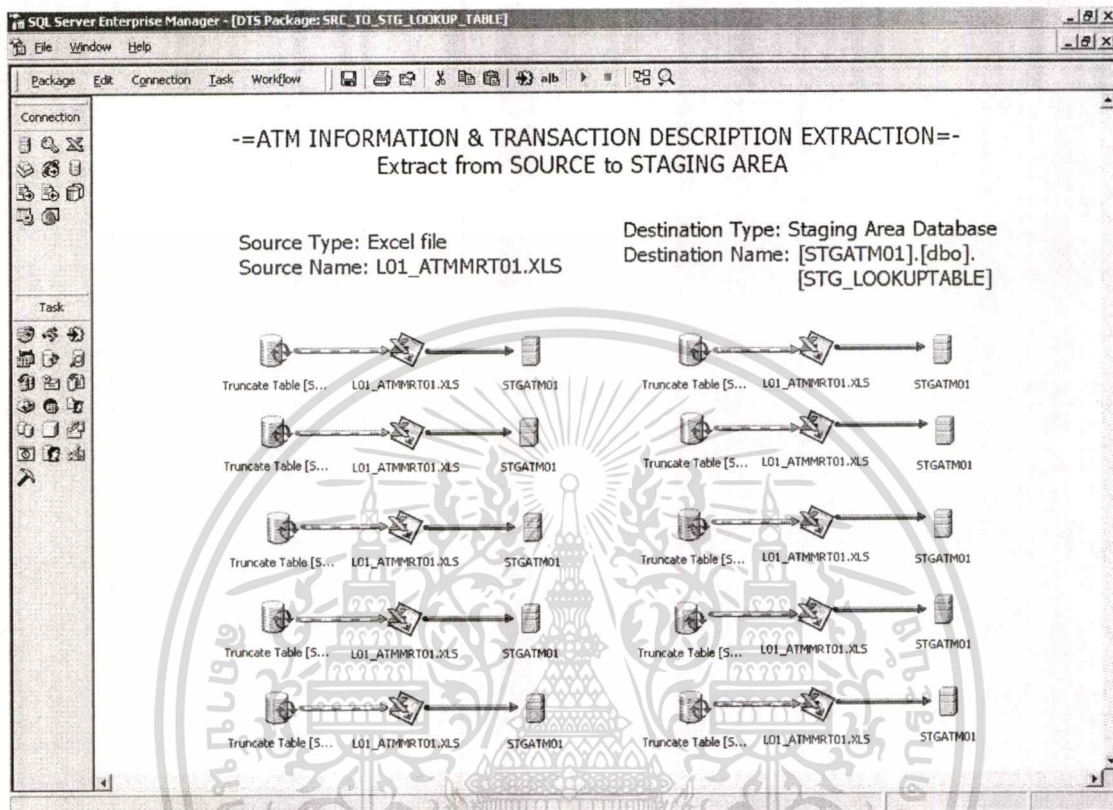 SQL Server Enterprise Manager - [DTS Package: SRC_TO_STG_LOOKUP_TABLE]
File Window Help
Package Edit Connection Task Workflow
Connection
Task
-=ATM INFORMATION & TRANSACTION DESCRIPTION EXTRACTION=-
Extract from SOURCE to STAGING AREA
Source Type: Excel file
Source Name: L01_ATMMRT01.XLS
Destination Type: Staging Area Database
Destination Name: [STGATM01].[dbo].
[STG_LOOKUPTABLE]
Truncate Table [S... L01_ATMMRT01.XLS STGATM01 Truncate Table [S... L01_ATMMRT01.XLS STGATM01
Truncate Table [S... L01_ATMMRT01.XLS STGATM01 Truncate Table [S... L01_ATMMRT01.XLS STGATM01
Truncate Table [S... L01_ATMMRT01.XLS STGATM01 Truncate Table [S... L01_ATMMRT01.XLS STGATM01
Truncate Table [S... L01_ATMMRT01.XLS STGATM01 Truncate Table [S... L01_ATMMRT01.XLS STGATM01
Truncate Table [S... L01_ATMMRT01.XLS STGATM01 Truncate Table [S... L01_ATMMRT01.XLS STGATM01